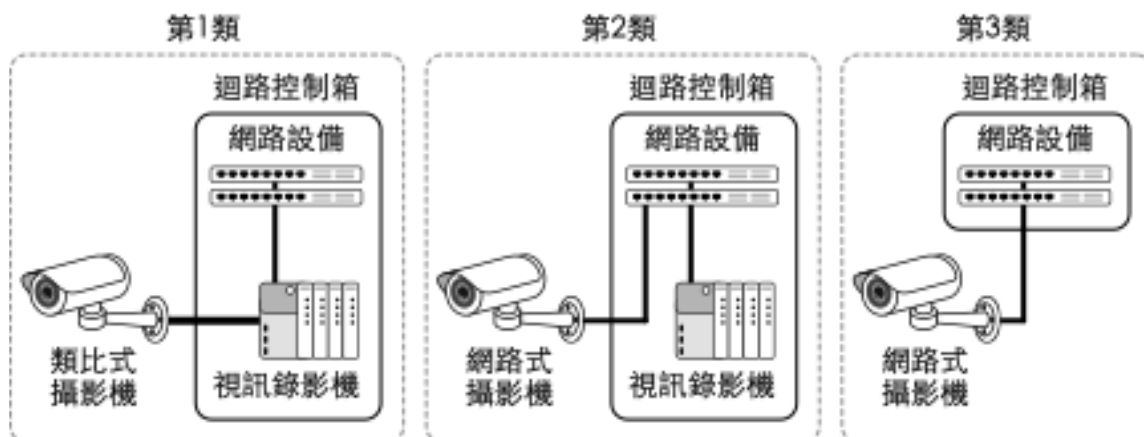 第1類
迴路控制箱
網路設備
類比式
攝影機
視訊錄影機
第2類
迴路控制箱
網路設備
網路式
攝影機
視訊錄影機
第3類
迴路控制箱
網路設備
網路式
攝影機